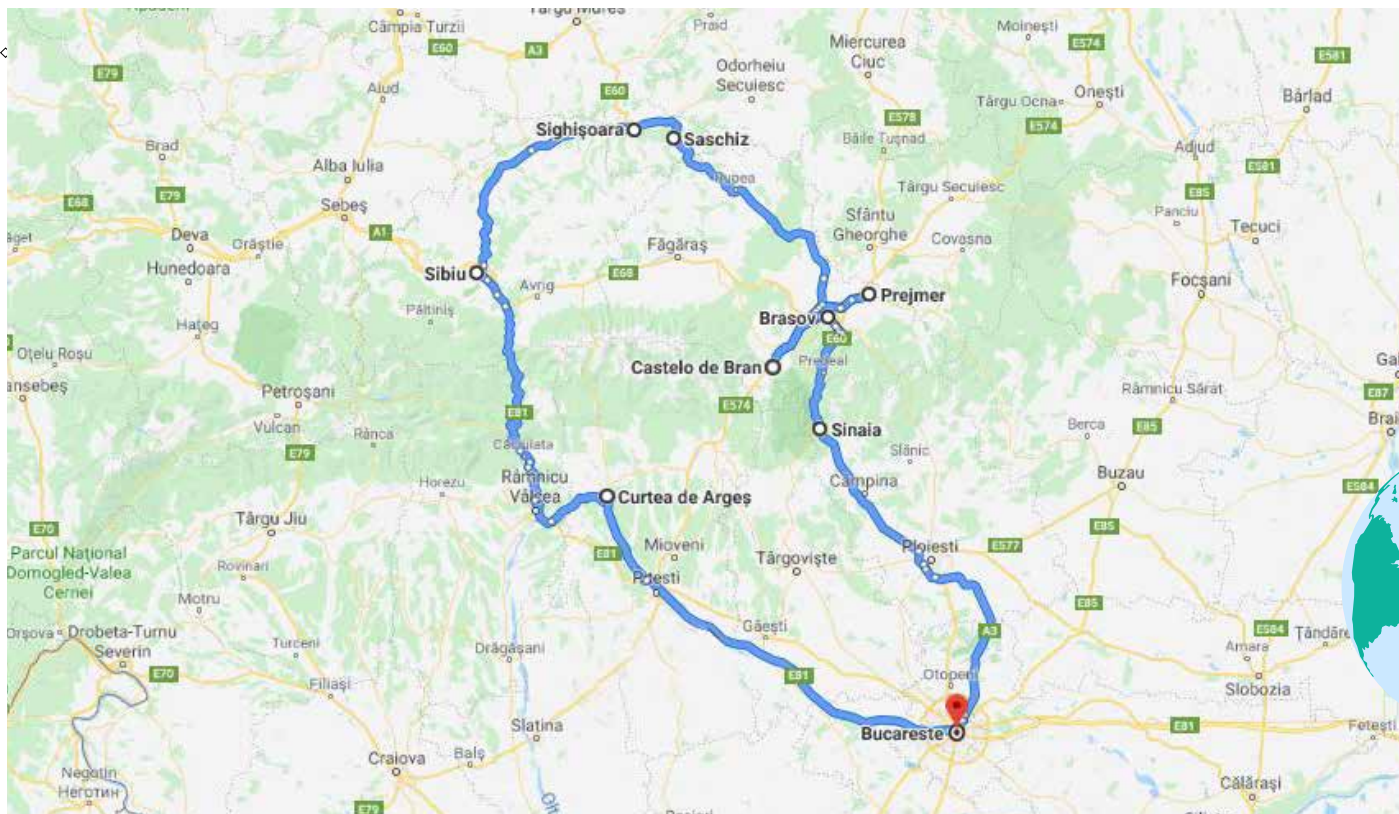 Târgu Mureș
Câmpia Turzii
Praid
Moinești
E60
A3
E574
Miercurea
Ciuc
E581
E79
Odorheiu
Secuiesc
Aiud
E60
Târgu Ocna
Onești
Bârlad
E578
E574
Sighișoara
Saschiz
Băile Tușnad
Brad
Adjud
Alba Iulia
E581
Rupea
Târgu Secuiesc
E79
E85
E68
Sebeș
Panciu
Sfântu
Gheorghe
Tecuci
A1
Deva
Orăștie
Covasna
Făgăraș
Hunedoara
Sibiu
E68
Focșani
Avrig
Prejmer
Păltiniș
Brasov
Hațeg
E60
Oțelu Roșu
Predeal
Castelo de Bran
Petroșani
Râmnicu Sărat
E87
E574
E81
Vulcan
Rânca
Sinaia
Berca
E85
Călimănești
E79
Slănic
Buzau
Horezu
Râmnicu
Vâlcea
Câmpina
E584
Curtea de Argeș
Târgu Jiu
E70
E85
Parcul Național
Domogled-Valea
Cernei
E81
Mioveni
Târgoviște
Ploiești
E577
Rovinari
Pitești
Motru
E85
Orșova
Drobeta-Turnu
Severin
Găești
A3
E584
Țăndăre
Turceni
Drăgășani
Amara
E70
E81
Otopeni
Filiași
Slobozia
Slatina
Bucareste
E81
Fetești
Craiova
Balș
Negotin
Неготин
Călărași
E79
Olt